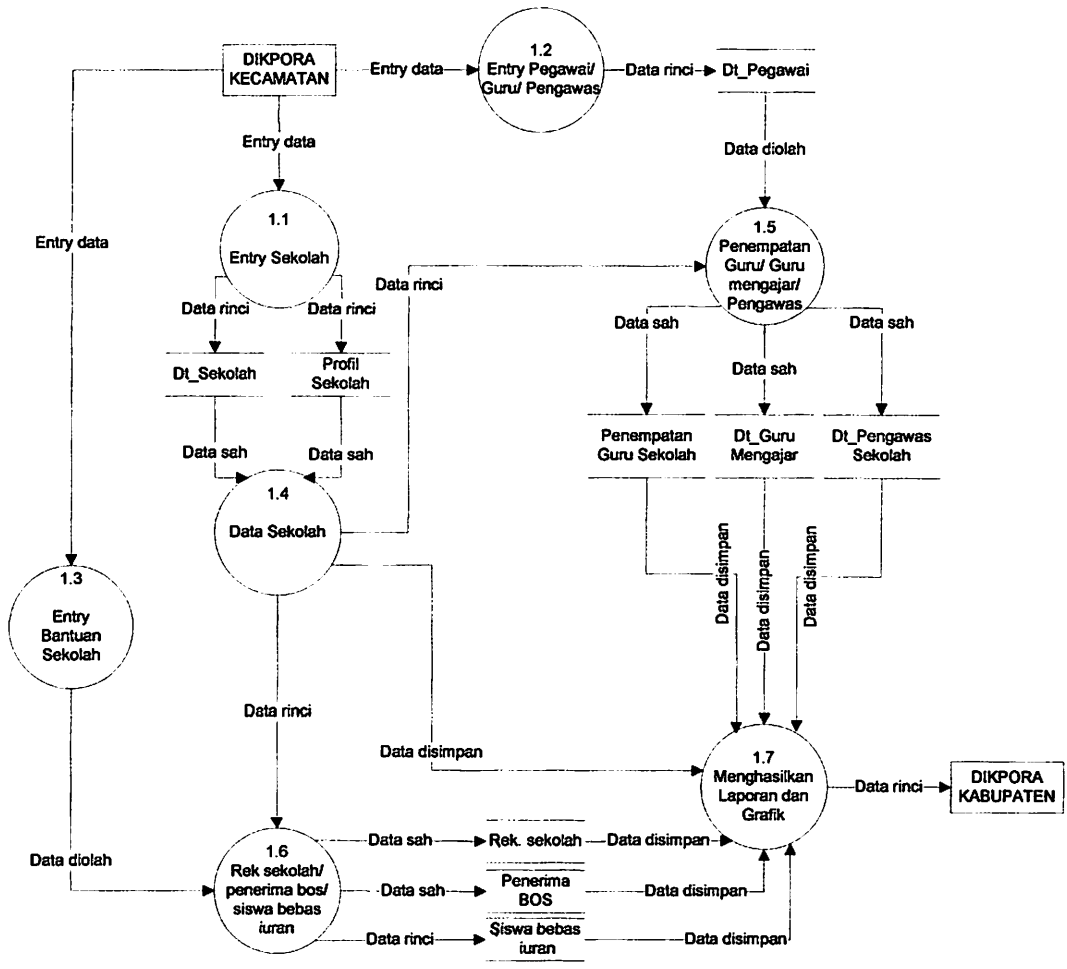 DIKPORA
KECAMATAN
Entry data
1.2
Entry Pegawai/
Guru/ Pengawas
Data rinci
Dt_Pegawai
Entry data
Data diolah
Entry data
1.1
Entry Sekolah
1.5
Penempatan
Guru/ Guru
mengajar/
Pengawas
Data rinci
Data rinci
Data rinci
Data sah
Data sah
Data sah
Dt_Sekolah
Profil
Sekolah
Penempatan
Guru Sekolah
Dt_Guru
Mengajar
Dt_Pengawas
Sekolah
Data sah
Data sah
1.4
Data Sekolah
Data disimpan
Data disimpan
Data disimpan
1.3
Entry
Bantuan
Sekolah
Data rinci
Data disimpan
1.7
Menghasilkan
Laporan dan
Grafik
Data rinci
DIKPORA
KABUPATEN
Data diolah
1.6
Rek sekolah/
penerima bos/
siswa bebas
iuran
Data sah
Rek. sekolah
Data disimpan
Data sah
Penerima
BOS
Data disimpan
Data rinci
Siswa bebas
iuran
Data disimpan